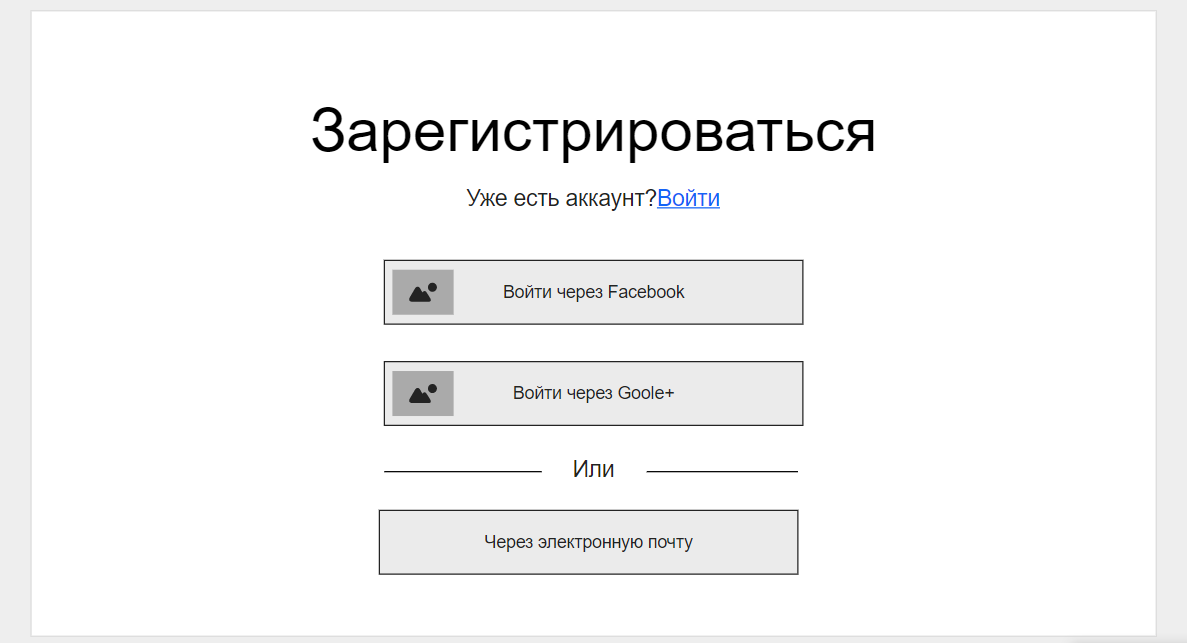 Зарегистрироваться
Уже есть аккаунт?Войти
Войти через Facebook
Войти через Goole+
Или
Через электронную почту